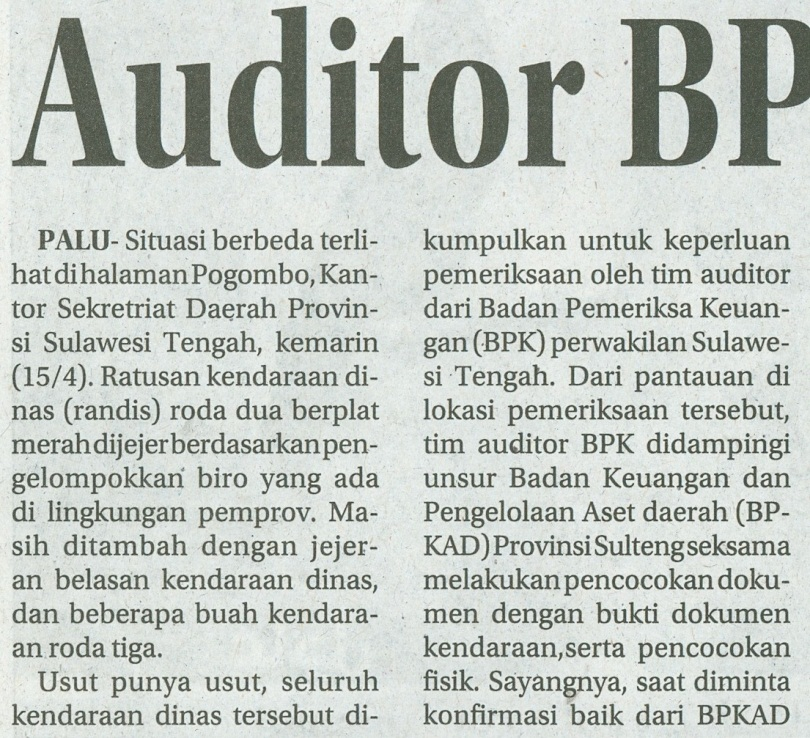 Auditor BP
PALU- Situasi berbeda terli-
hat di halaman Pogombo, Kan-
tor Sekretriat Daerah Provin-
si Sulawesi Tengah, kemarin
(15/4). Ratusan kendaraan di-
nas (randis) roda dua berplat
merah dijejer berdasarkan pen-
gelompokkan biro yang ada
di lingkungan pemprov. Ma-
sih ditambah dengan jejer-
an belasan kendaraan dinas,
dan beberapa buah kendara-
an roda tiga.
Usut punya usut, seluruh
kendaraan dinas tersebut di-
kumpulkan untuk keperluan
pemeriksaan oleh tim auditor
dari Badan Pemeriksa Keuan-
gan (BPK) perwakilan Sulawe-
si Tengah. Dari pantauan di
lokasi pemeriksaan tersebut,
tim auditor BPK didampingi
unsur Badan Keuangan dan
Pengelolaan Aset daerah (BP-
KAD) Provinsi Sulteng seksama
melakukan pencocokan doku-
men dengan bukti dokumen
kendaraan,serta pencocokan
fisik. Sayangnya, saat diminta
konfirmasi baik dari BPKAD